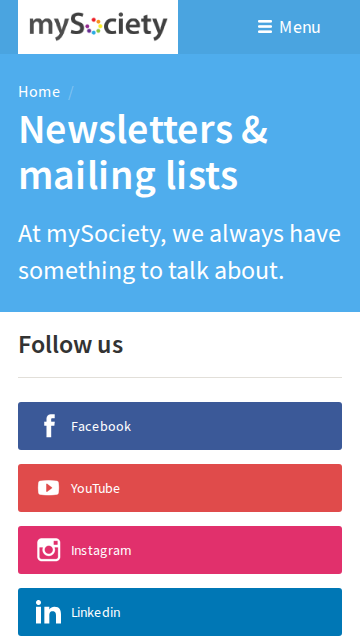 mySociety
Menu
Home /
Newsletters &
mailing lists
At mySociety, we always have
something to talk about.
Follow us
Facebook
YouTube
Instagram
Linkedin